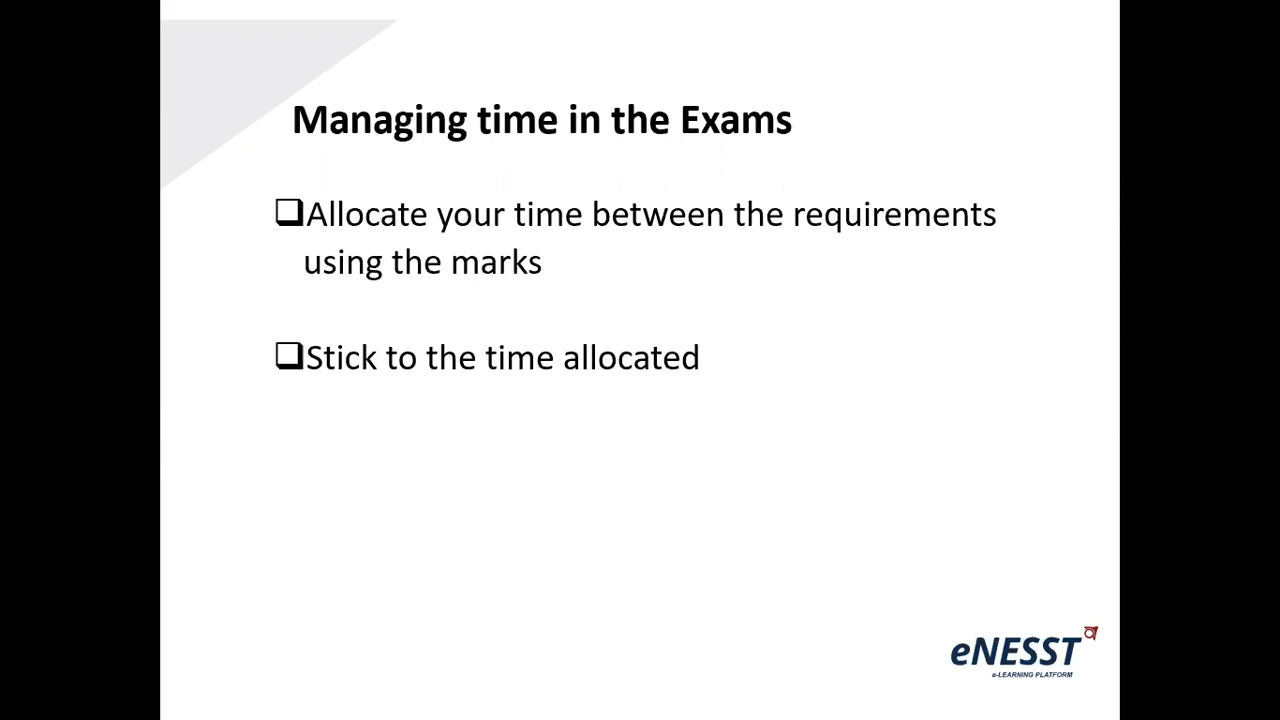 Managing time in the Exams
Allocate your time between the requirements
using the marks
Stick to the time allocated
eNESST
e-LEARNING PLATFORM